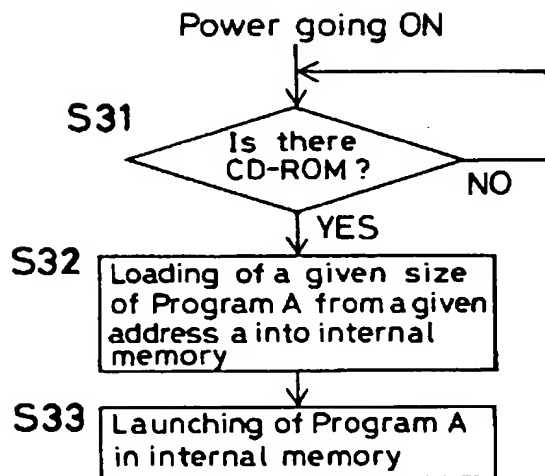 Power going ON
S31
Is there
CD-ROM?
NO
YES
S32
Loading of a given size
of Program A from a given
address a into internal
memory
S33
Launching of Program A
in internal memory